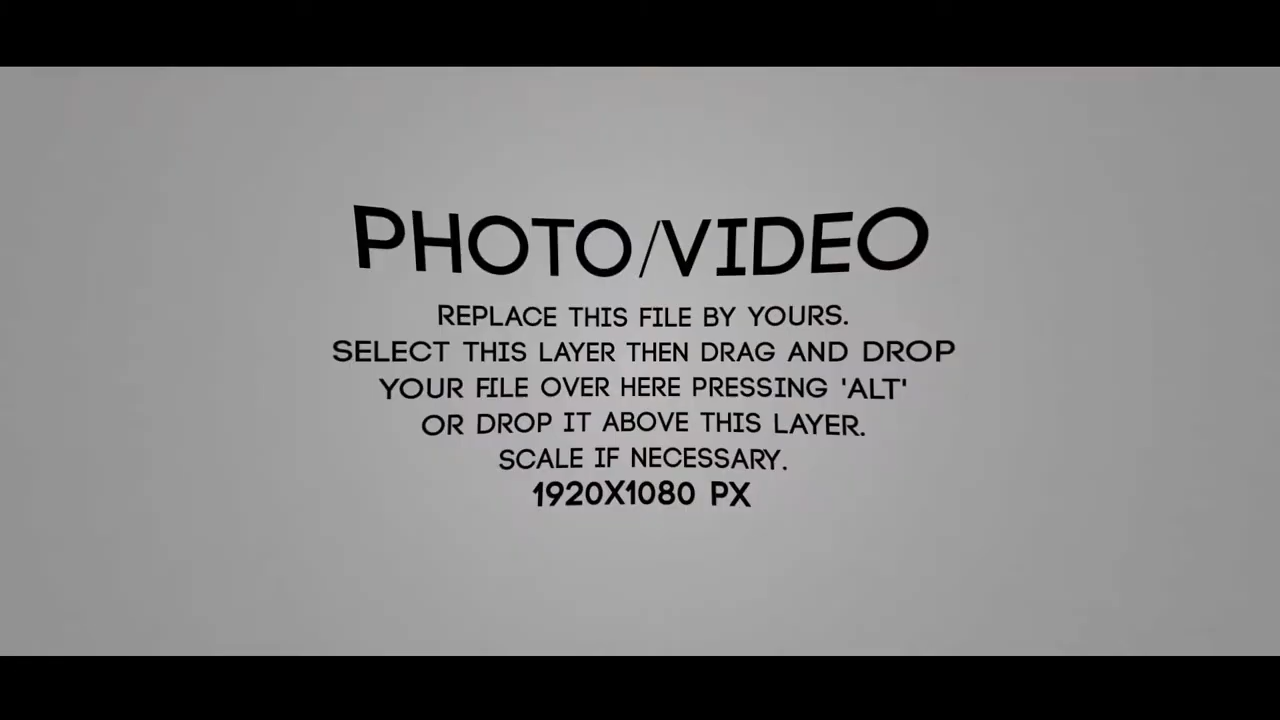 PHOTO/VIDEO
REPLACE THIS FILE BY YOURS.
SELECT THIS LAYER THEN DRAG AND DROP
YOUR FILE OVER HERE PRESSING 'ALT'
OR DROP IT ABOVE THIS LAYER.
SCALE IF NECESSARY.
1920X1080 PX